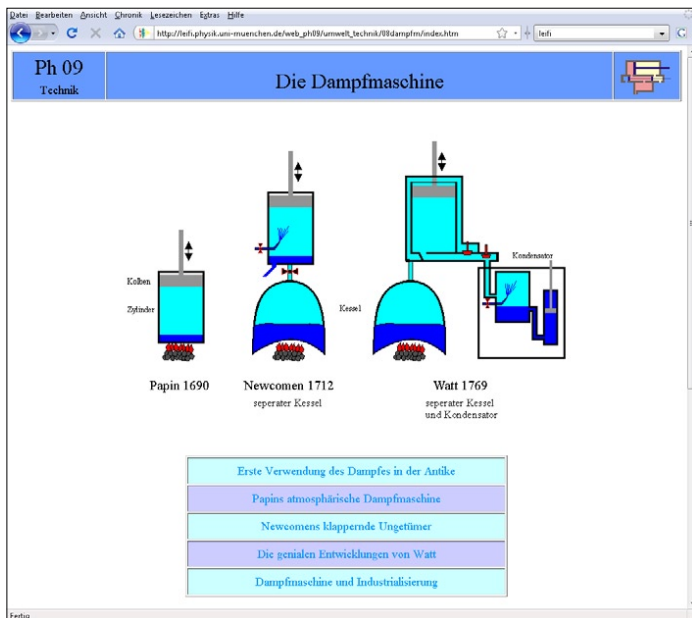 Datei Bearbeiten Ansicht Chronik Lesezeichen Extras Hilfe
http://leifi.physik.uni-muenchen.de/web_ph09/umwelt_technik/08dampfm/index.htm
leifi
Ph 09
Technik
Die Dampfmaschine
Kolben
Zylinder
Kessel
Kondensator
Papin 1690
Newcomen 1712
seperater Kessel
Watt 1769
seperater Kessel
und Kondensator
Erste Verwendung des Dampfes in der Antike
Papins atmosphärische Dampfmaschine
Newcomens klappernde Ungetümer
Die genialen Entwicklungen von Watt
Dampfmaschine und Industrialisierung
Fertig